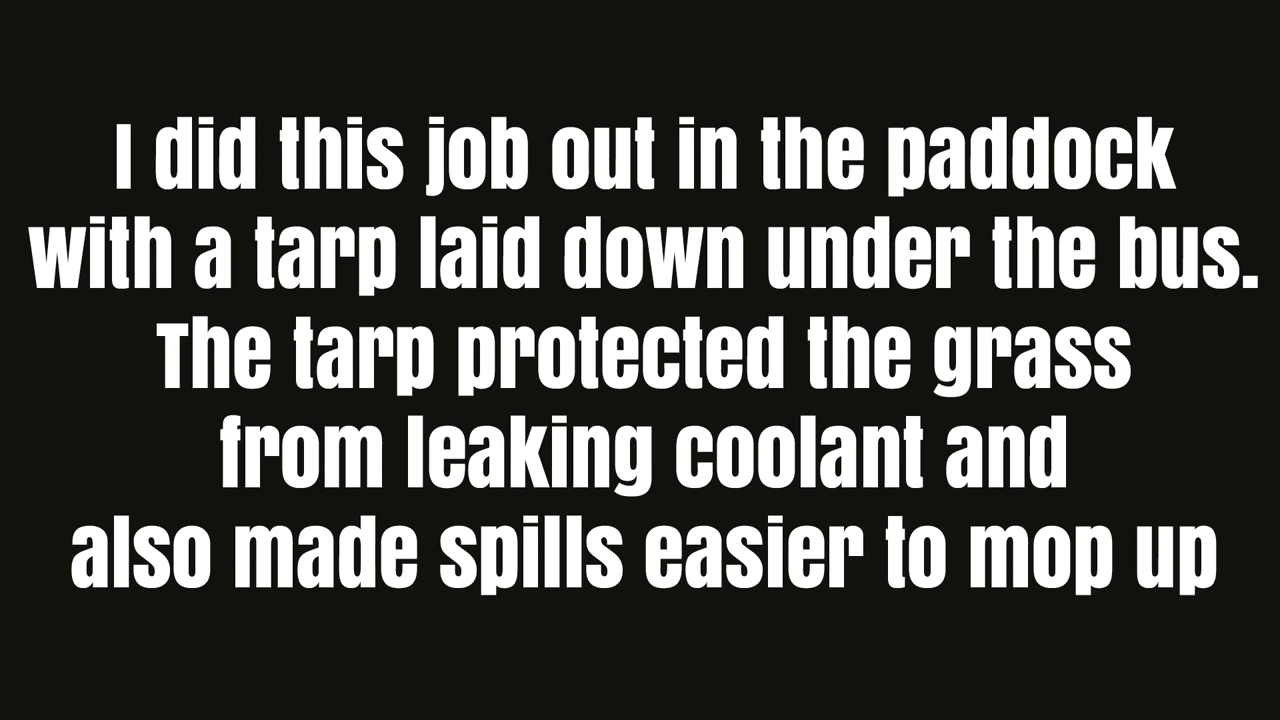 I did this job out in the paddock
with a tarp laid down under the bus.
The tarp protected the grass
from leaking coolant and
also made spills easier to mop up